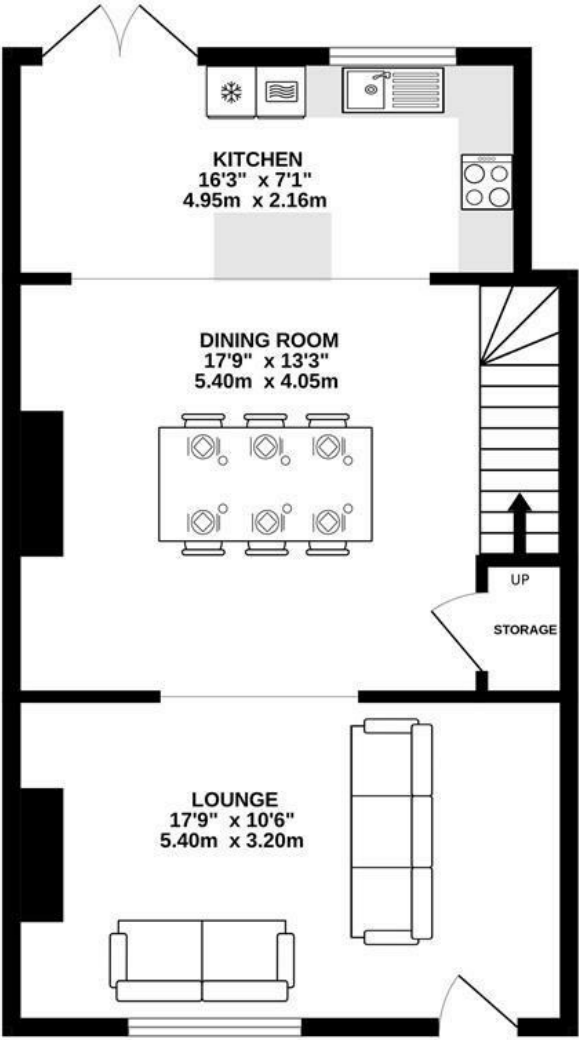 KITCHEN
16'3" x 7'1"
4.95m x 2.16m
DINING ROOM
17'9" x 13'3"
5.40m x 4.05m
UP
STORAGE
LOUNGE
17'9" x 10'6"
5.40m x 3.20m